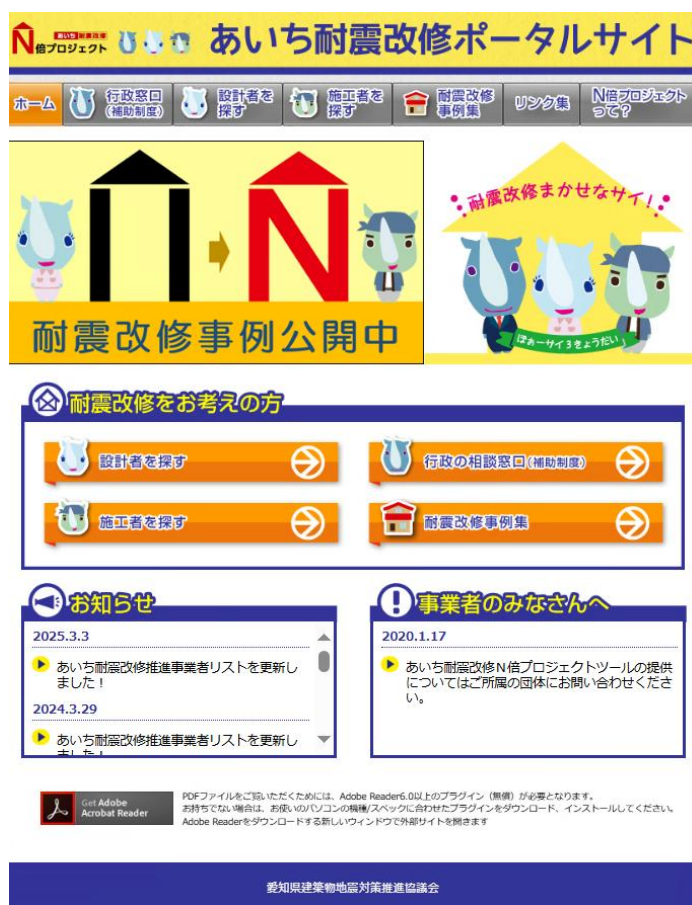 あいち 耐震改修
N倍プロジェクト
あいち耐震改修ポータルサイト
ホーム
行政窓口
(補助制度)
設計者を
探す
施工者を
探す
耐震改修
事例集
リンク集
N倍プロジェクト
って?
N
耐震改修事例公開中
耐震改修まかせなサイ!
ぼぁーサイ3きょうだい
耐震改修をお考えの方
設計者を探す
行政の相談窓口(補助制度)
施工者を探す
耐震改修事例集
お知らせ
2025.3.3
あいち耐震改修推進事業者リストを更新し
ました!
2024.3.29
あいち耐震改修推進事業者リストを更新し
ました!
事業者のみなさんへ
2020.1.17
あいち耐震改修N倍プロジェクトツールの提供
についてはご所属の団体にお問い合わせくださ
い。
Get Adobe
Acrobat Reader
PDFファイルをご覧いただくためには、Adobe Reader6.0以上のプラグイン(無償)が必要となります。
お持ちでない場合は、お使いのパソコンの機種/スペックに合わせたプラグインをダウンロード、インストールしてください。
Adobe Readerをダウンロードする新しいウィンドウで外部サイトを開きます
愛知県建築物地震対策推進協議会